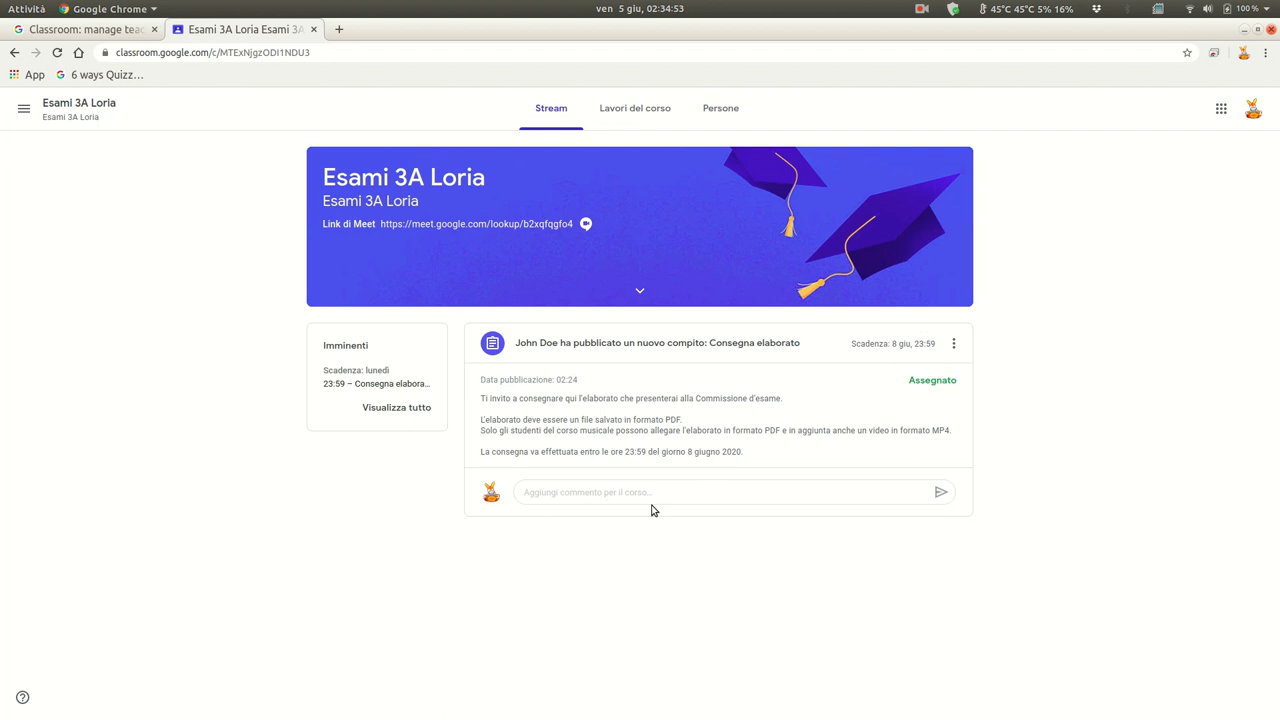 Attività
Google Chrome
ven 5 giu, 02:34:53
45°C 45°C 5% 16%
100 %
Classroom: manage tea
Esami 3A Loria Esami 3A
classroom.google.com/c/MTExNjgzODI1NDU3
App
6 ways Quizz...
Esami 3A Loria
Esami 3A Loria
Stream
Lavori del corso
Persone
Esami 3A Loria
Esami 3A Loria
Link di Meet https://meet.google.com/lookup/b2xqfqgfo4
Imminenti
Scadenza: lunedì
23:59 – Consegna elabora...
Visualizza tutto
John Doe ha pubblicato un nuovo compito: Consegna elaborato
Scadenza: 8 giu, 23:59
Data pubblicazione: 02:24
Assegnato
Ti invito a consegnare qui l'elaborato che presenterai alla Commissione d'esame.
L'elaborato deve essere un file salvato in formato PDF.
Solo gli studenti del corso musicale possono allegare l'elaborato in formato PDF e in aggiunta anche un video in formato MP4.
La consegna va effettuata entro le ore 23:59 del giorno 8 giugno 2020.
Aggiungi commento per il corso...